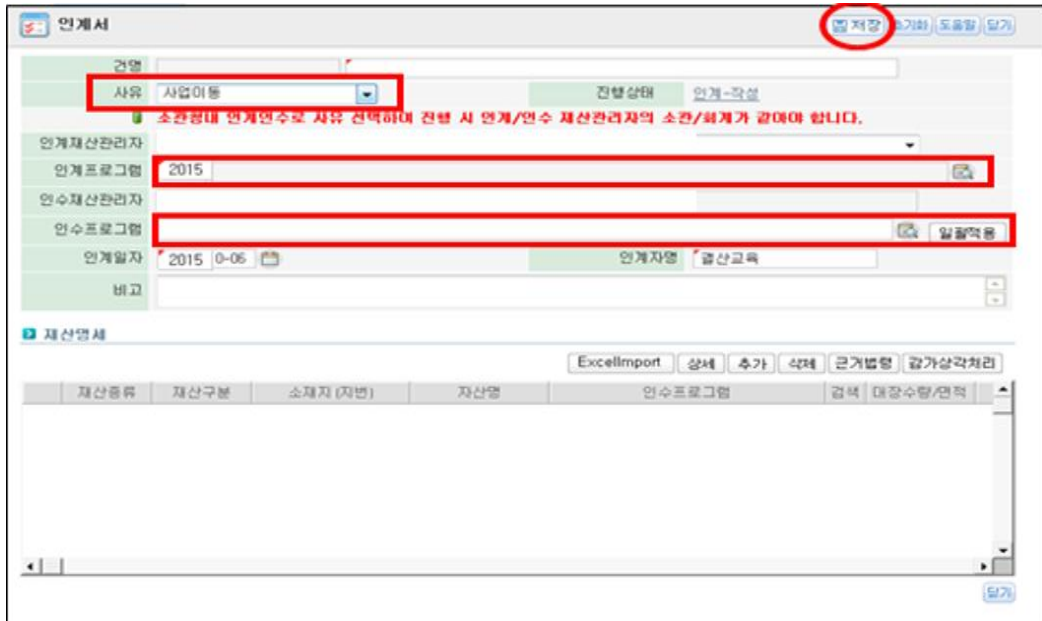 인계서
저장 초기화 도움말 닫기
건명
사유 사업이동 진행상태 인계-작성
소관청내 인계인수로 사유 선택하여 진행 시 인계/인수 재산관리자의 소관/회계가 같아야 합니다.
인계재산관리자
인계프로그램 2015
인수재산관리자
인수프로그램 일괄적용
인계일자 2015 0-06 인계자명 결산교육
비고
재산명세
ExcelImport 상세 추가 삭제 근거법령 감가상각처리
재산종류 재산구분 소재지(지번) 자산명 인수프로그램 검색 대장수량/면적
닫기